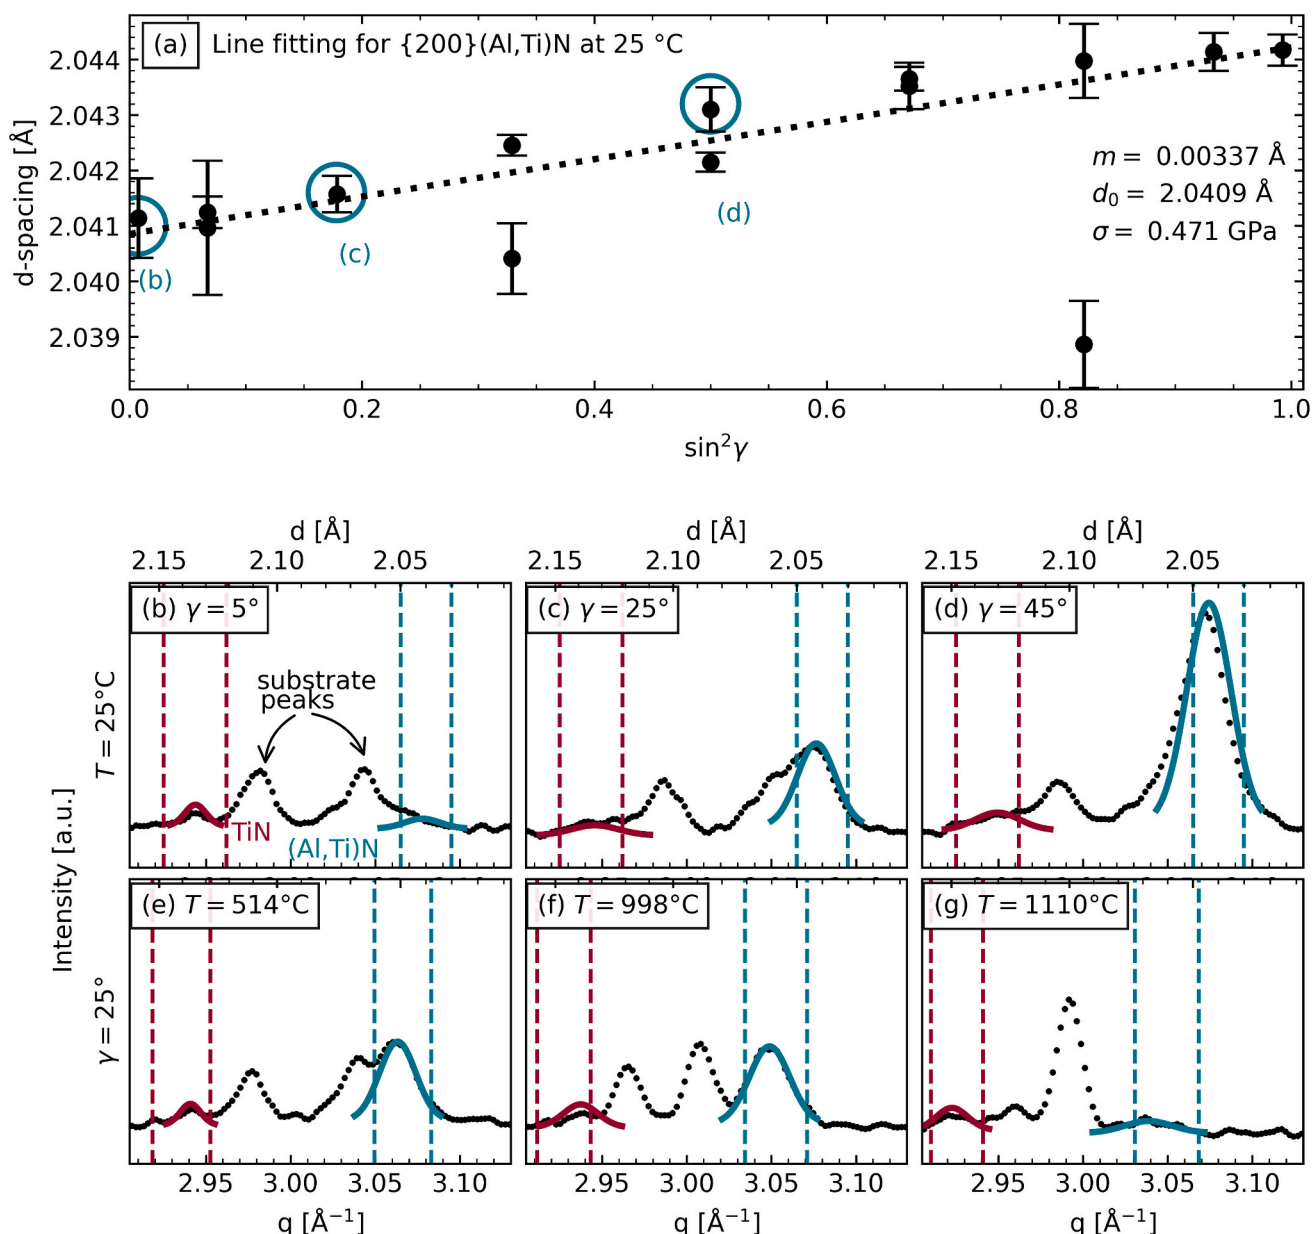 (a) Line fitting for {200}(Al,Ti)N at 25 °C
d-spacing [Å]
2.044
2.043
2.042
2.041
2.040
2.039
m = 0.00337 Å
d₀ = 2.0409 Å
σ = 0.471 GPa
(b)
(c)
(d)
0.0 0.2 0.4 0.6 0.8 1.0
sin²γ
d [Å] d [Å] d [Å]
2.15 2.10 2.05 2.15 2.10 2.05 2.15 2.10 2.05
(b) γ = 5° (c) γ = 25° (d) γ = 45°
T = 25°C
substrate
peaks
TiN
(Al,Ti)N
Intensity [a.u.]
(e) T = 514°C (f) T = 998°C (g) T = 1110°C
γ = 25°
2.95 3.00 3.05 3.10 2.95 3.00 3.05 3.10 2.95 3.00 3.05 3.10
q [Å⁻¹] q [Å⁻¹] q [Å⁻¹]